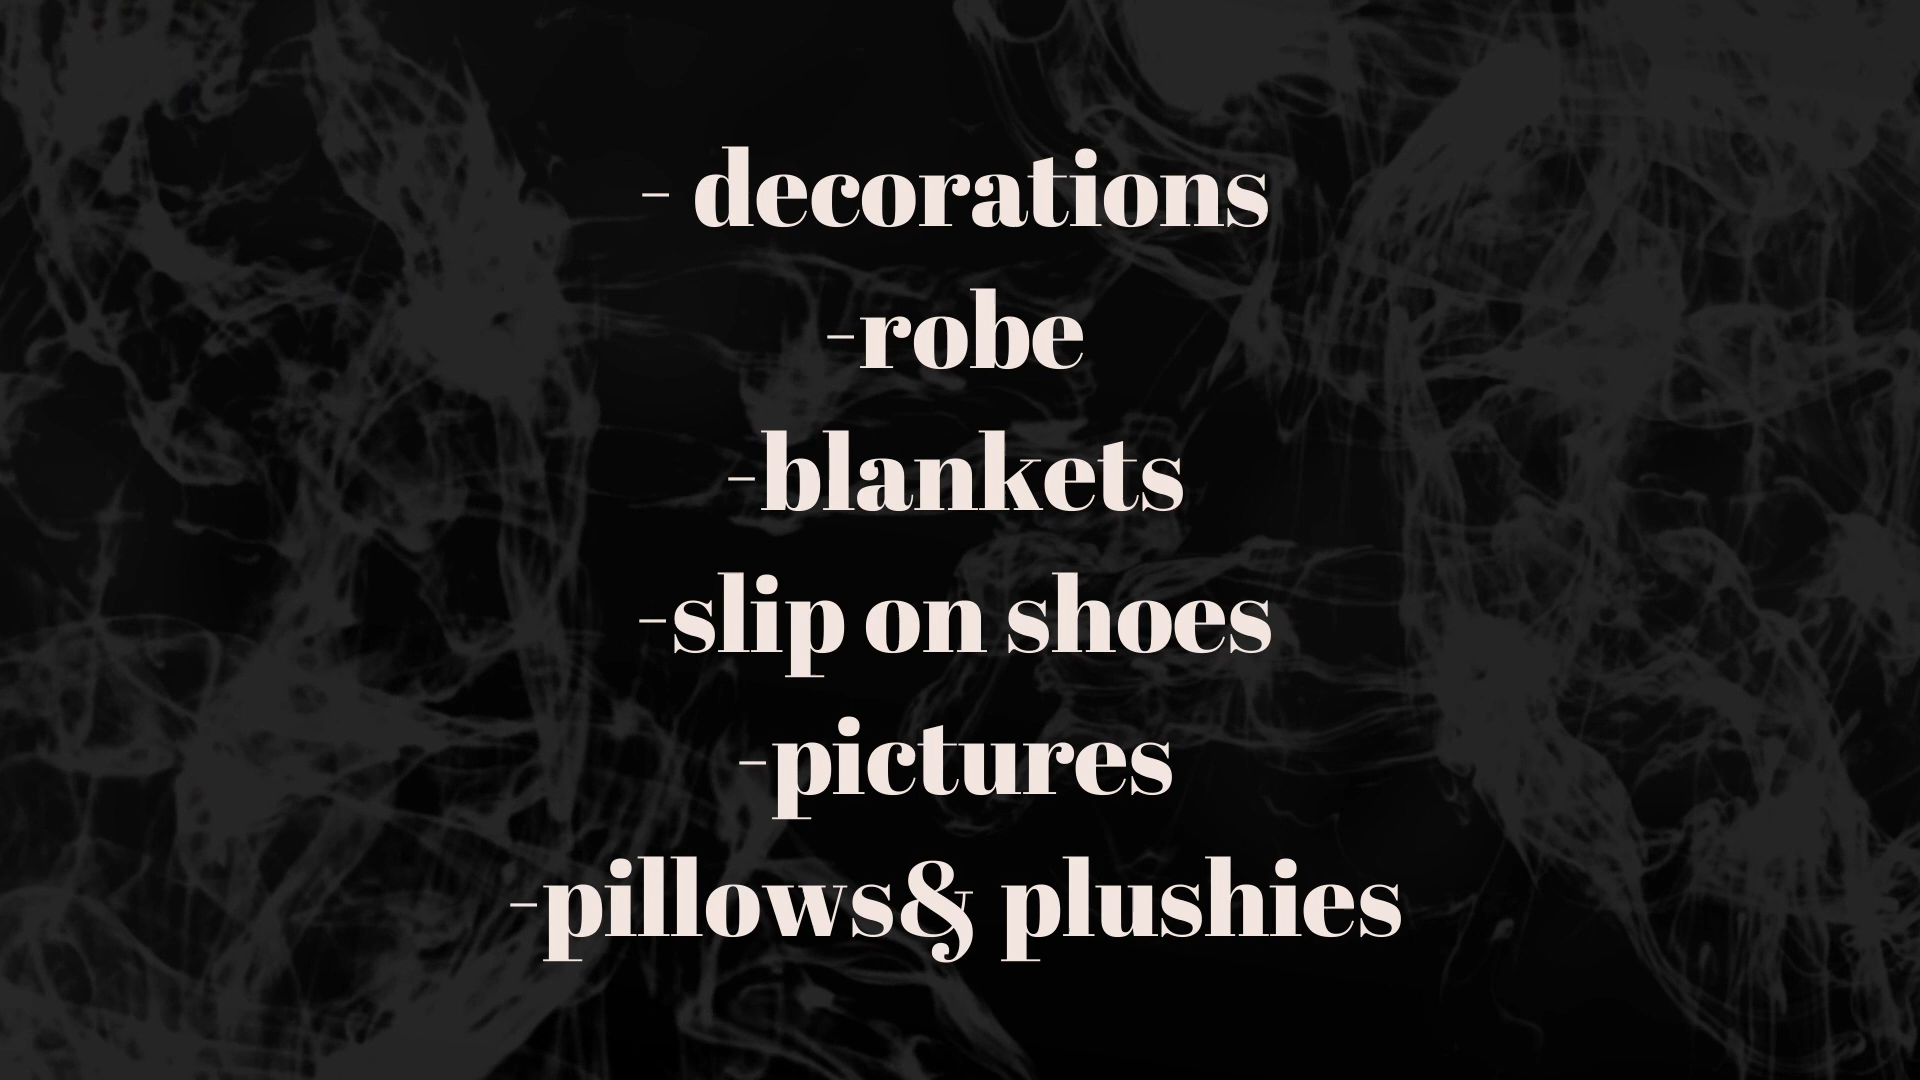 - decorations
-robe
-blankets
-slip on shoes
-pictures
-pillows& plushies